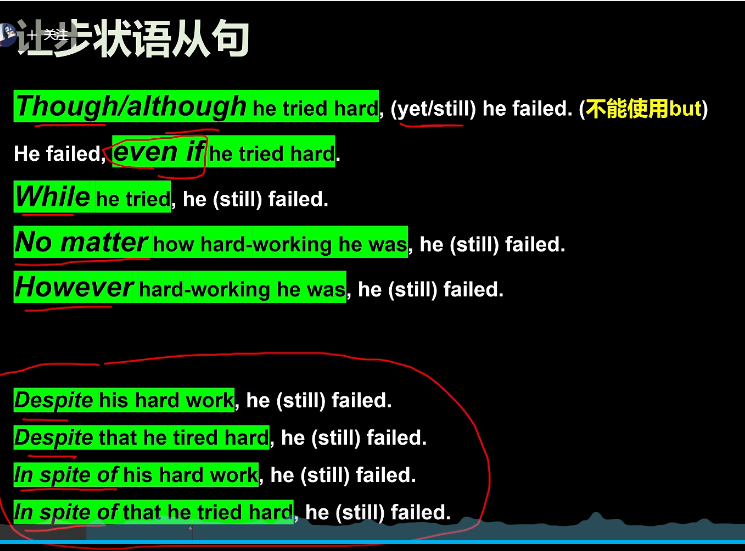 让步状语从句
+ 关注
Though/although he tried hard, (yet/still) he failed. (不能使用but)
He failed, even if he tried hard.
While he tried, he (still) failed.
No matter how hard-working he was, he (still) failed.
However hard-working he was, he (still) failed.
Despite his hard work, he (still) failed.
Despite that he tired hard, he (still) failed.
In spite of his hard work, he (still) failed.
In spite of that he tried hard, he (still) failed.